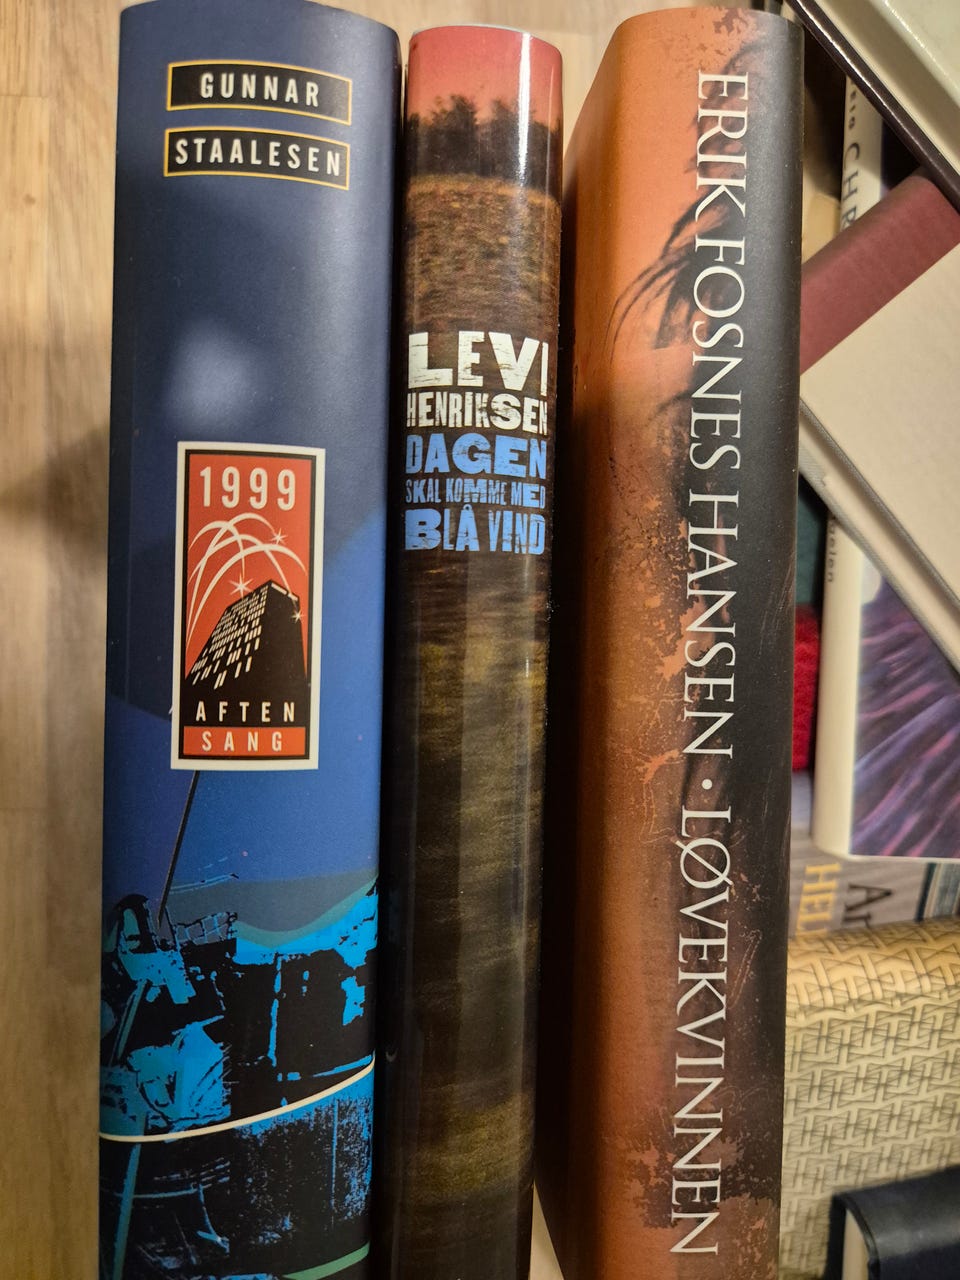 GUNNAR
STAALESEN
1999
AFTEN
SANG
LEVI
HENRIKSEN
DAGEN
SKAL KOMME MED
BLÅ VIND
ERIK FOSNES HANSEN · LØVEKVINNEN